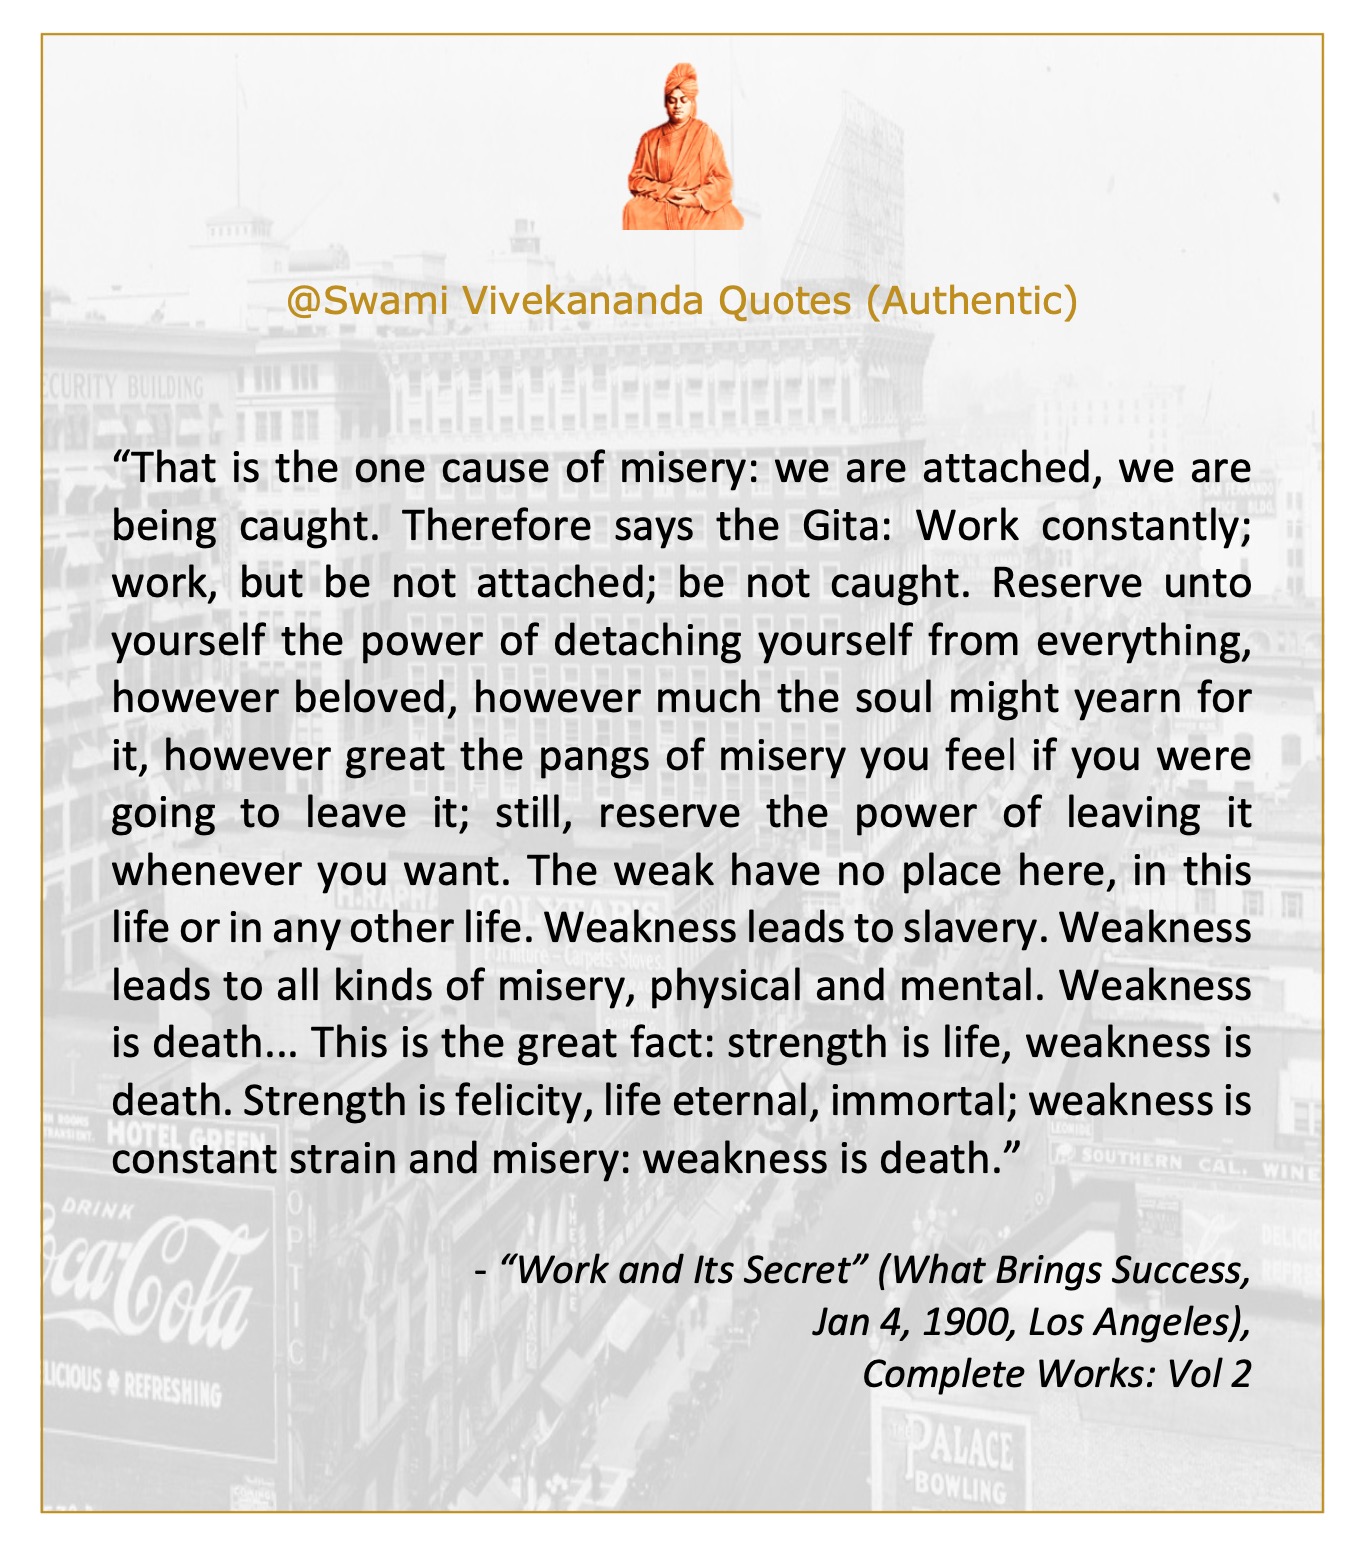 @Swami Vivekananda Quotes (Authentic)
“That is the one cause of misery: we are attached, we are
being caught. Therefore says the Gita: Work constantly;
work, but be not attached; be not caught. Reserve unto
yourself the power of detaching yourself from everything,
however beloved, however much the soul might yearn for
it, however great the pangs of misery you feel if you were
going to leave it; still, reserve the power of leaving it
whenever you want. The weak have no place here, in this
life or in any other life. Weakness leads to slavery. Weakness
leads to all kinds of misery, physical and mental. Weakness
is death... This is the great fact: strength is life, weakness is
death. Strength is felicity, life eternal, immortal; weakness is
constant strain and misery: weakness is death.”
- “Work and Its Secret” (What Brings Success,
Jan 4, 1900, Los Angeles),
Complete Works: Vol 2
CURITY BUILDING
HOTEL GREEN
DRINK
oca-Cola
LICIOUS & REFRESHING
OPTIC
SOUTHERN CAL. WINE
PALACE
BOWLING